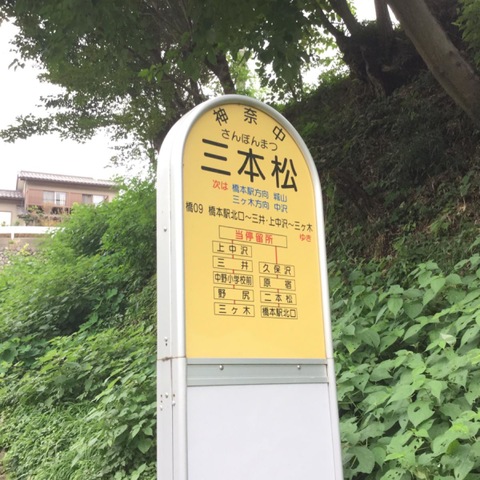 神奈中
さんぼんまつ
三本松
次は 橋本駅方向 城山
三ヶ木方向 中沢
橋09 橋本駅北口～三井・上中沢～三ヶ木ゆき
当停留所
上中沢
三井
久保沢
中野小学校前
原宿
野尻
二本松
三ケ木
橋本駅北口